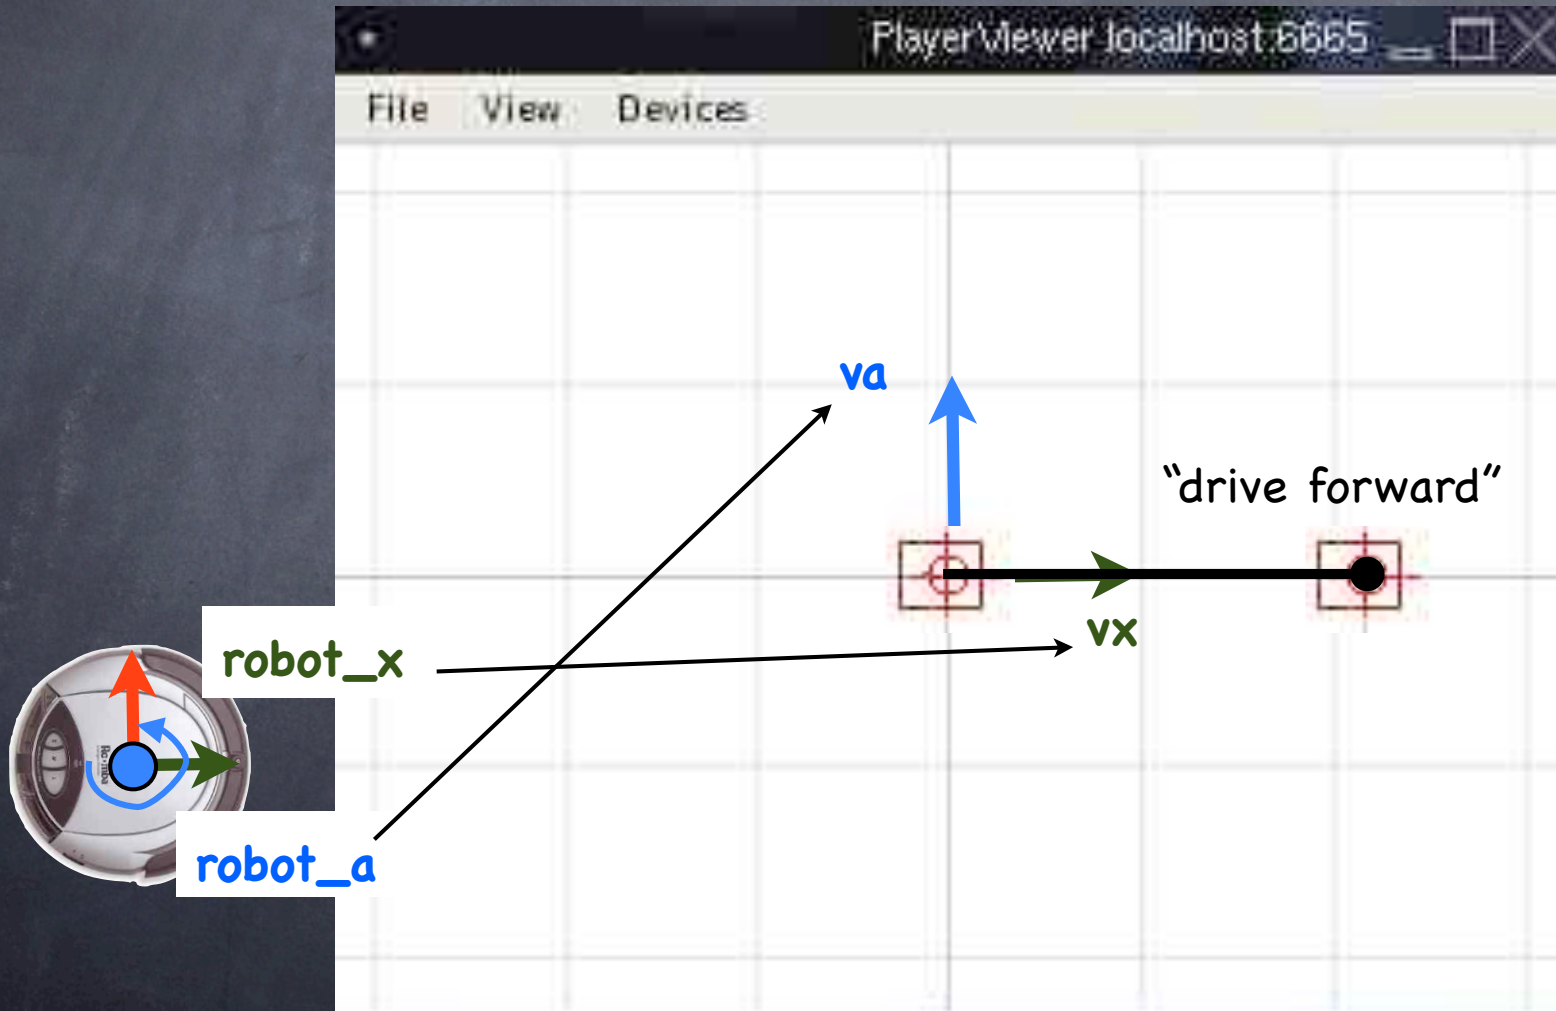 PlayerViewer localhost:6665
File View Devices
va
“drive forward”
vx
robot_x
robot_a